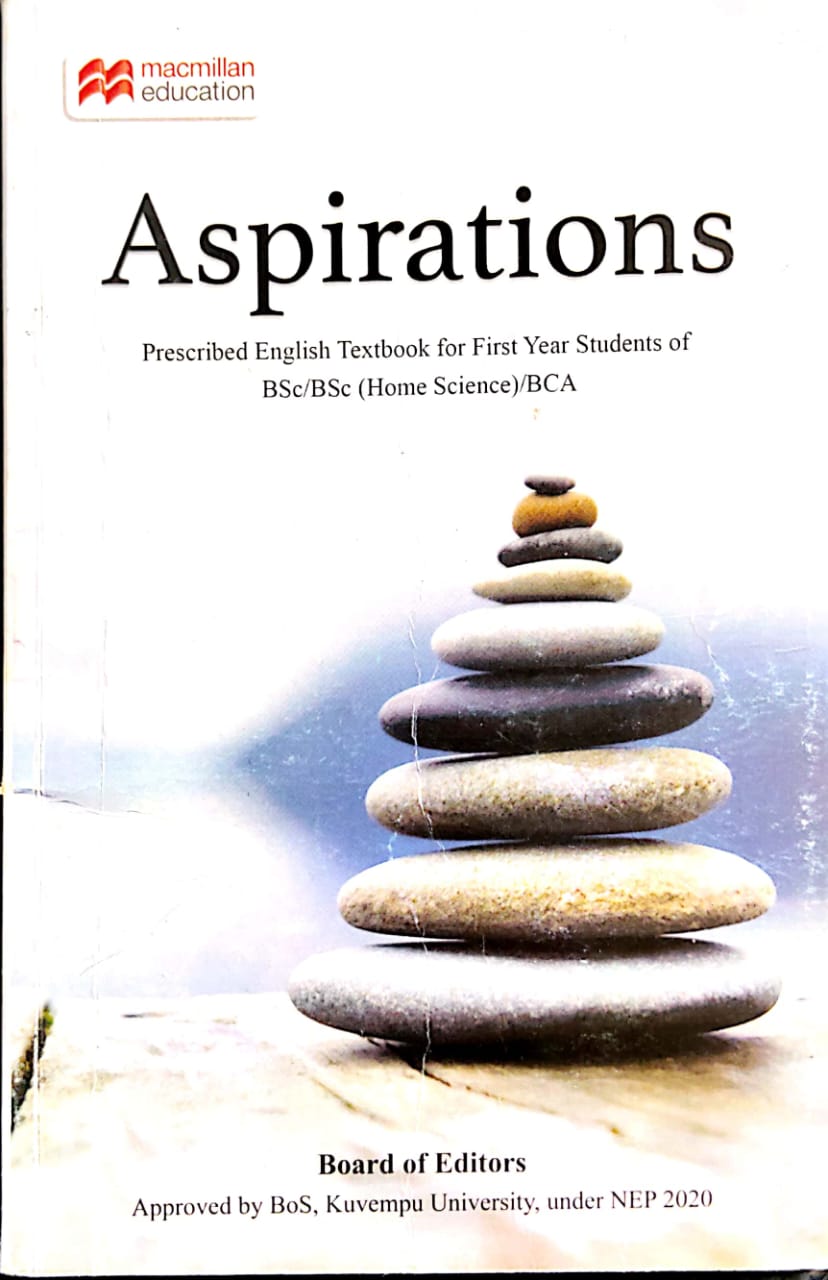 macmillan
education
Aspirations
Prescribed English Textbook for First Year Students of
BSc/BSc (Home Science)/BCA
Board of Editors
Approved by BoS, Kuvempu University, under NEP 2020